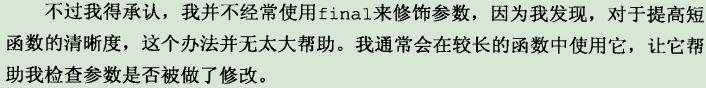 不过我得承认，我并不经常使用final来修饰参数，因为我发现，对于提高短
函数的清晰度，这个办法并无太大帮助。我通常会在较长的函数中使用它，让它帮
助我检查参数是否被做了修改。